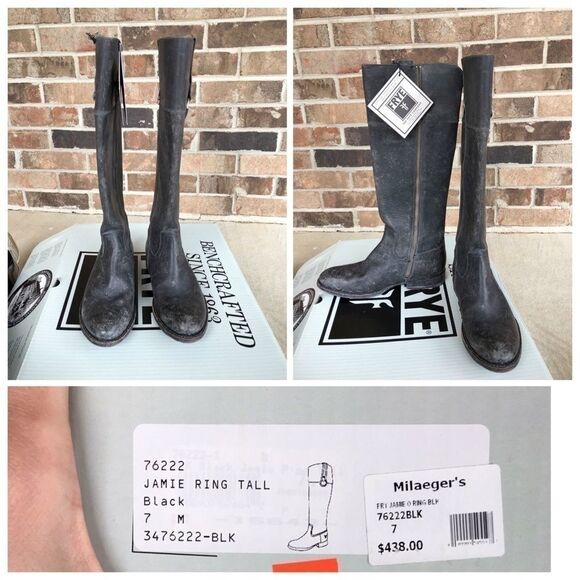 BENCHCRAFTED
SINCE 1863
FRYE
FRYE
FRYE
76222
JAMIE RING TALL
Black
7 M
3476222-BLK
Milaeger's
FRY JAMIE O RING BLK
76222BLK
7
$438.00